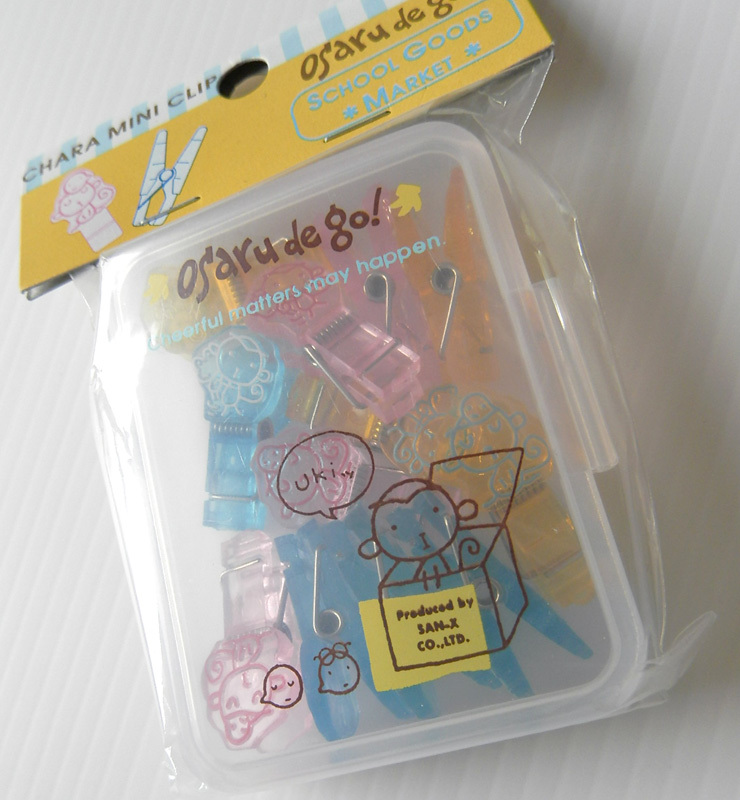 CHARA MINI CLIP
osaru de go!
SCHOOL GOODS
* MARKET *
osaru de go!
Cheerful matters may happen.
UKi~
Produced by
SAN-X
CO.,LTD.